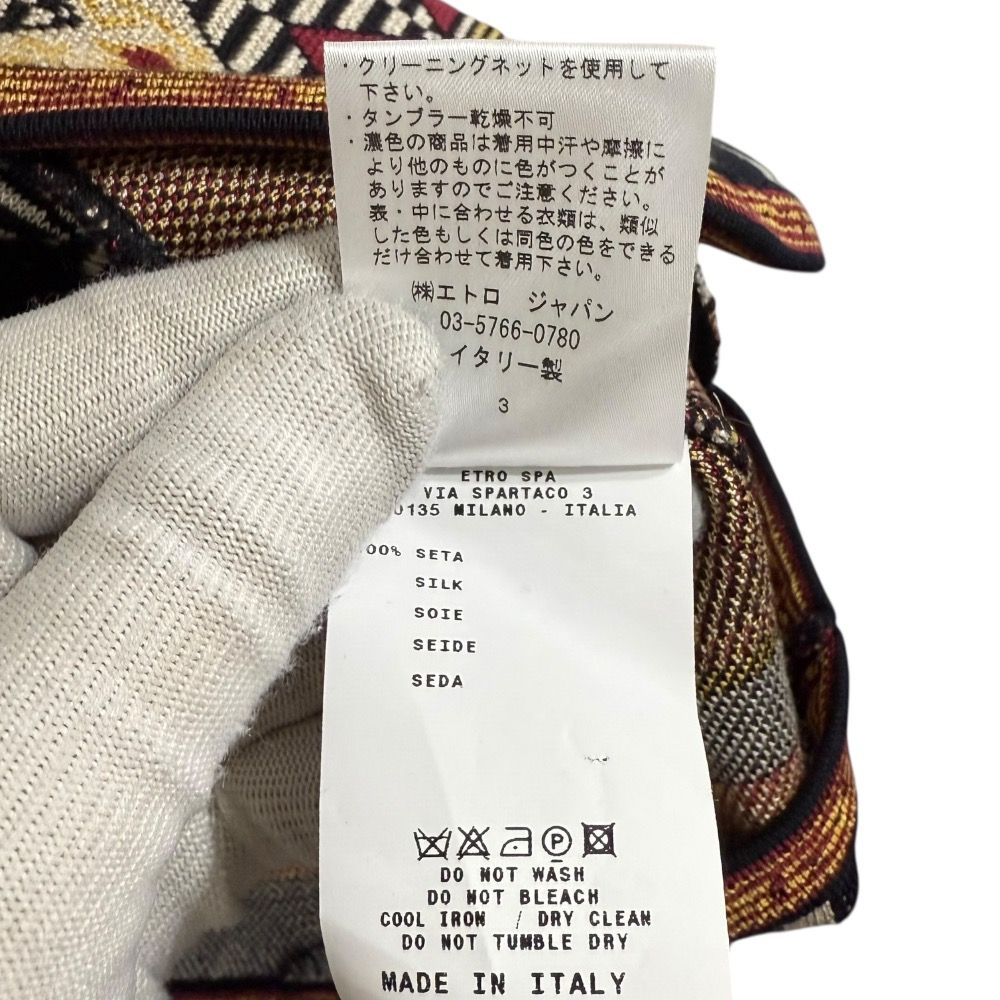 ・クリーニングネットを使用して
下さい。
・タンブラー乾燥不可
・濃色の商品は着用中汗や摩擦に
より他のものに色がつくことが
ありますのでご注意ください。
表・中に合わせる衣類は、類似
した色もしくは同色の色をできる
だけ合わせて着用下さい。
㈱エトロ ジャパン
03-5766-0780
イタリー製
3
ETRO SPA
VIA SPARTACO 3
0135 MILANO - ITALIA
00% SETA
SILK
SOIE
SEIDE
SEDA
P
DO NOT WASH
DO NOT BLEACH
COOL IRON / DRY CLEAN
DO NOT TUMBLE DRY
MADE IN ITALY